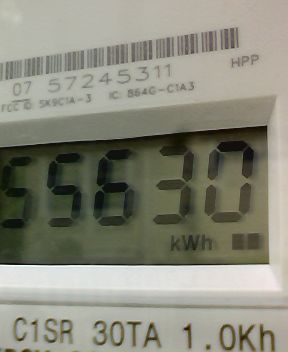 HPP
07 57245311
FCC ID: SK9C1A-3 IC: 864G-C1A3
55630
kWh
C1SR 30TA 1.0Kh